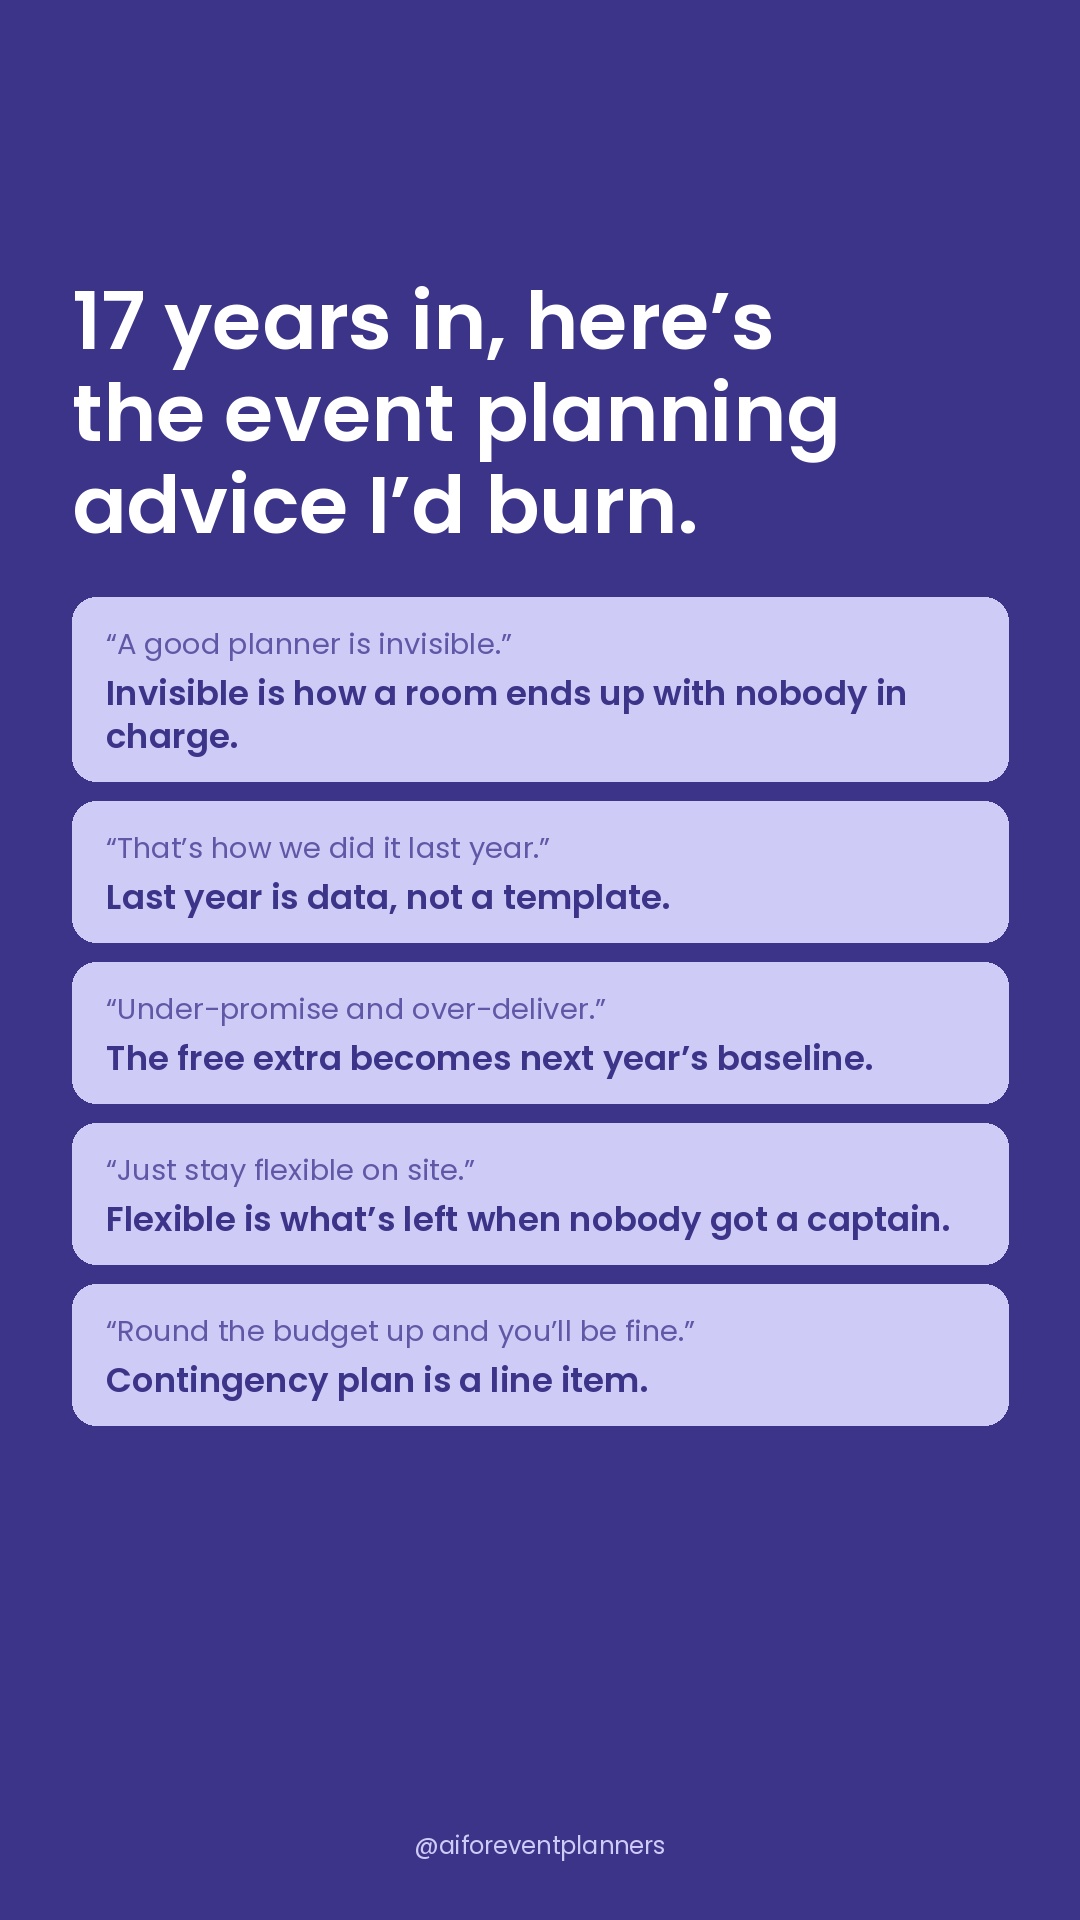 17 years in, here’s
the event planning
advice I’d burn.
“A good planner is invisible.”
Invisible is how a room ends up with nobody in
charge.
“That’s how we did it last year.”
Last year is data, not a template.
“Under-promise and over-deliver.”
The free extra becomes next year’s baseline.
“Just stay flexible on site.”
Flexible is what’s left when nobody got a captain.
“Round the budget up and you’ll be fine.”
Contingency plan is a line item.
@aiforeventplanners